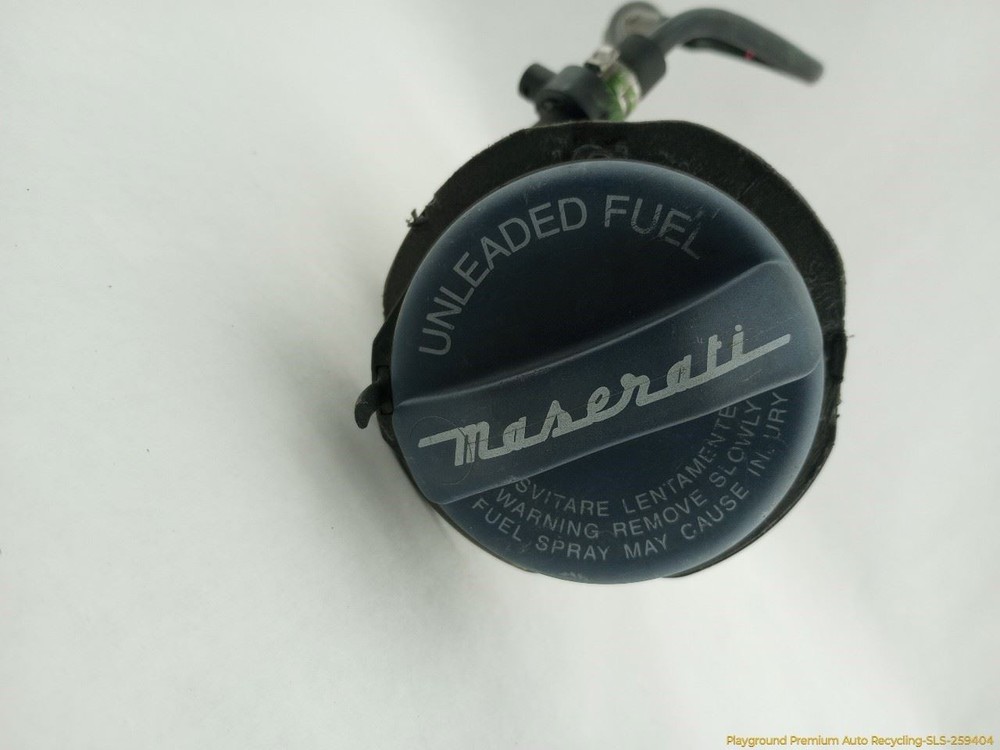 UNLEADED FUEL
maserati
SVITARE LENTAMENTE
WARNING REMOVE SLOWLY
FUEL SPRAY MAY CAUSE INJURY
Playground Premium Auto Recycling-SLS-259404